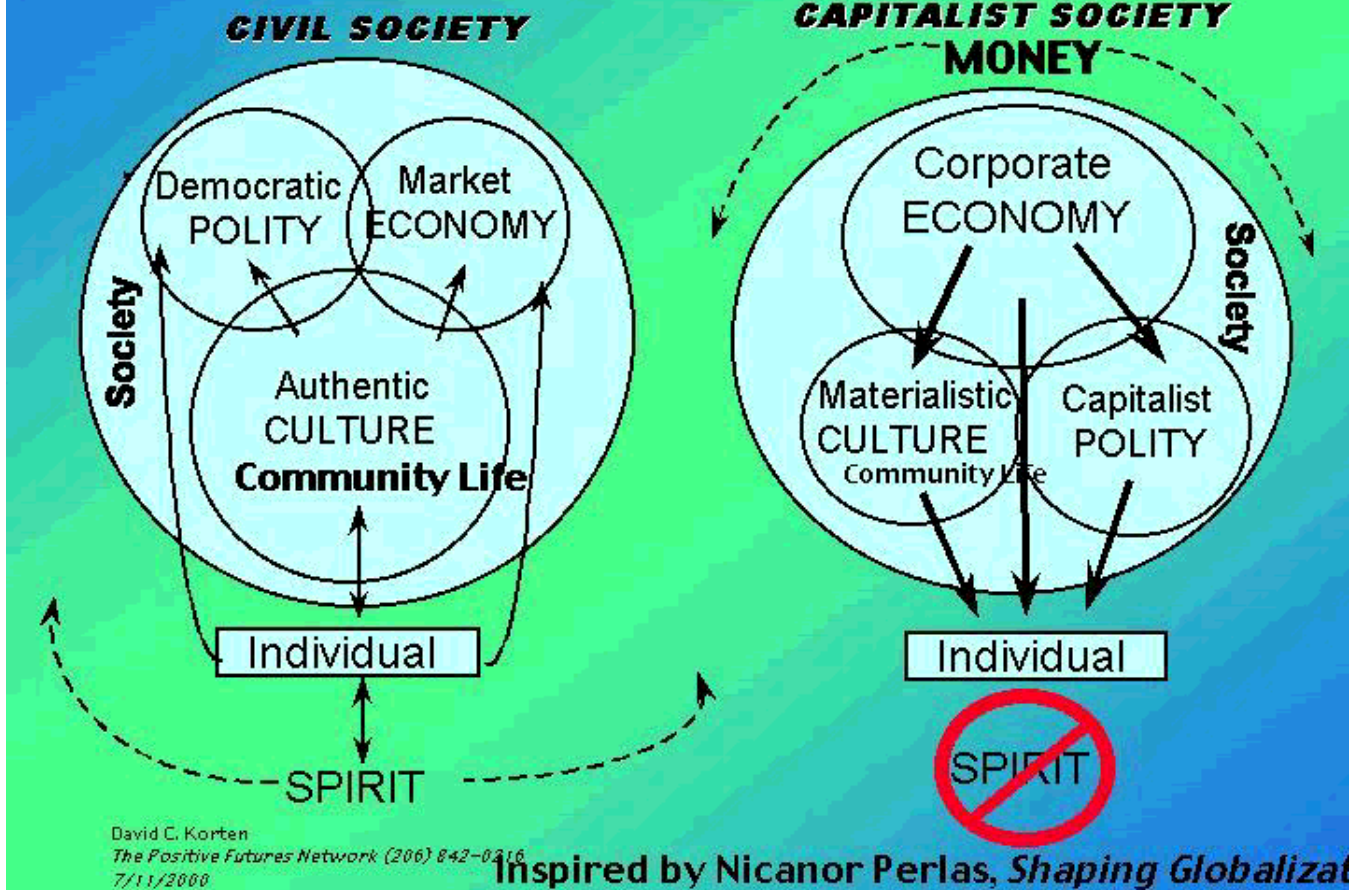 CIVIL SOCIETY
Democratic
POLITY
Market
ECONOMY
Society
Authentic
CULTURE
Community Life
Individual
SPIRIT
CAPITALIST SOCIETY
MONEY
Corporate
ECONOMY
Society
Materialistic
CULTURE
Community Life
Capitalist
POLITY
Individual
SPIRIT
David C. Korten
The Positive Futures Network (206) 842-0216
7/11/2000
Inspired by Nicanor Perlas, Shaping Globalizat